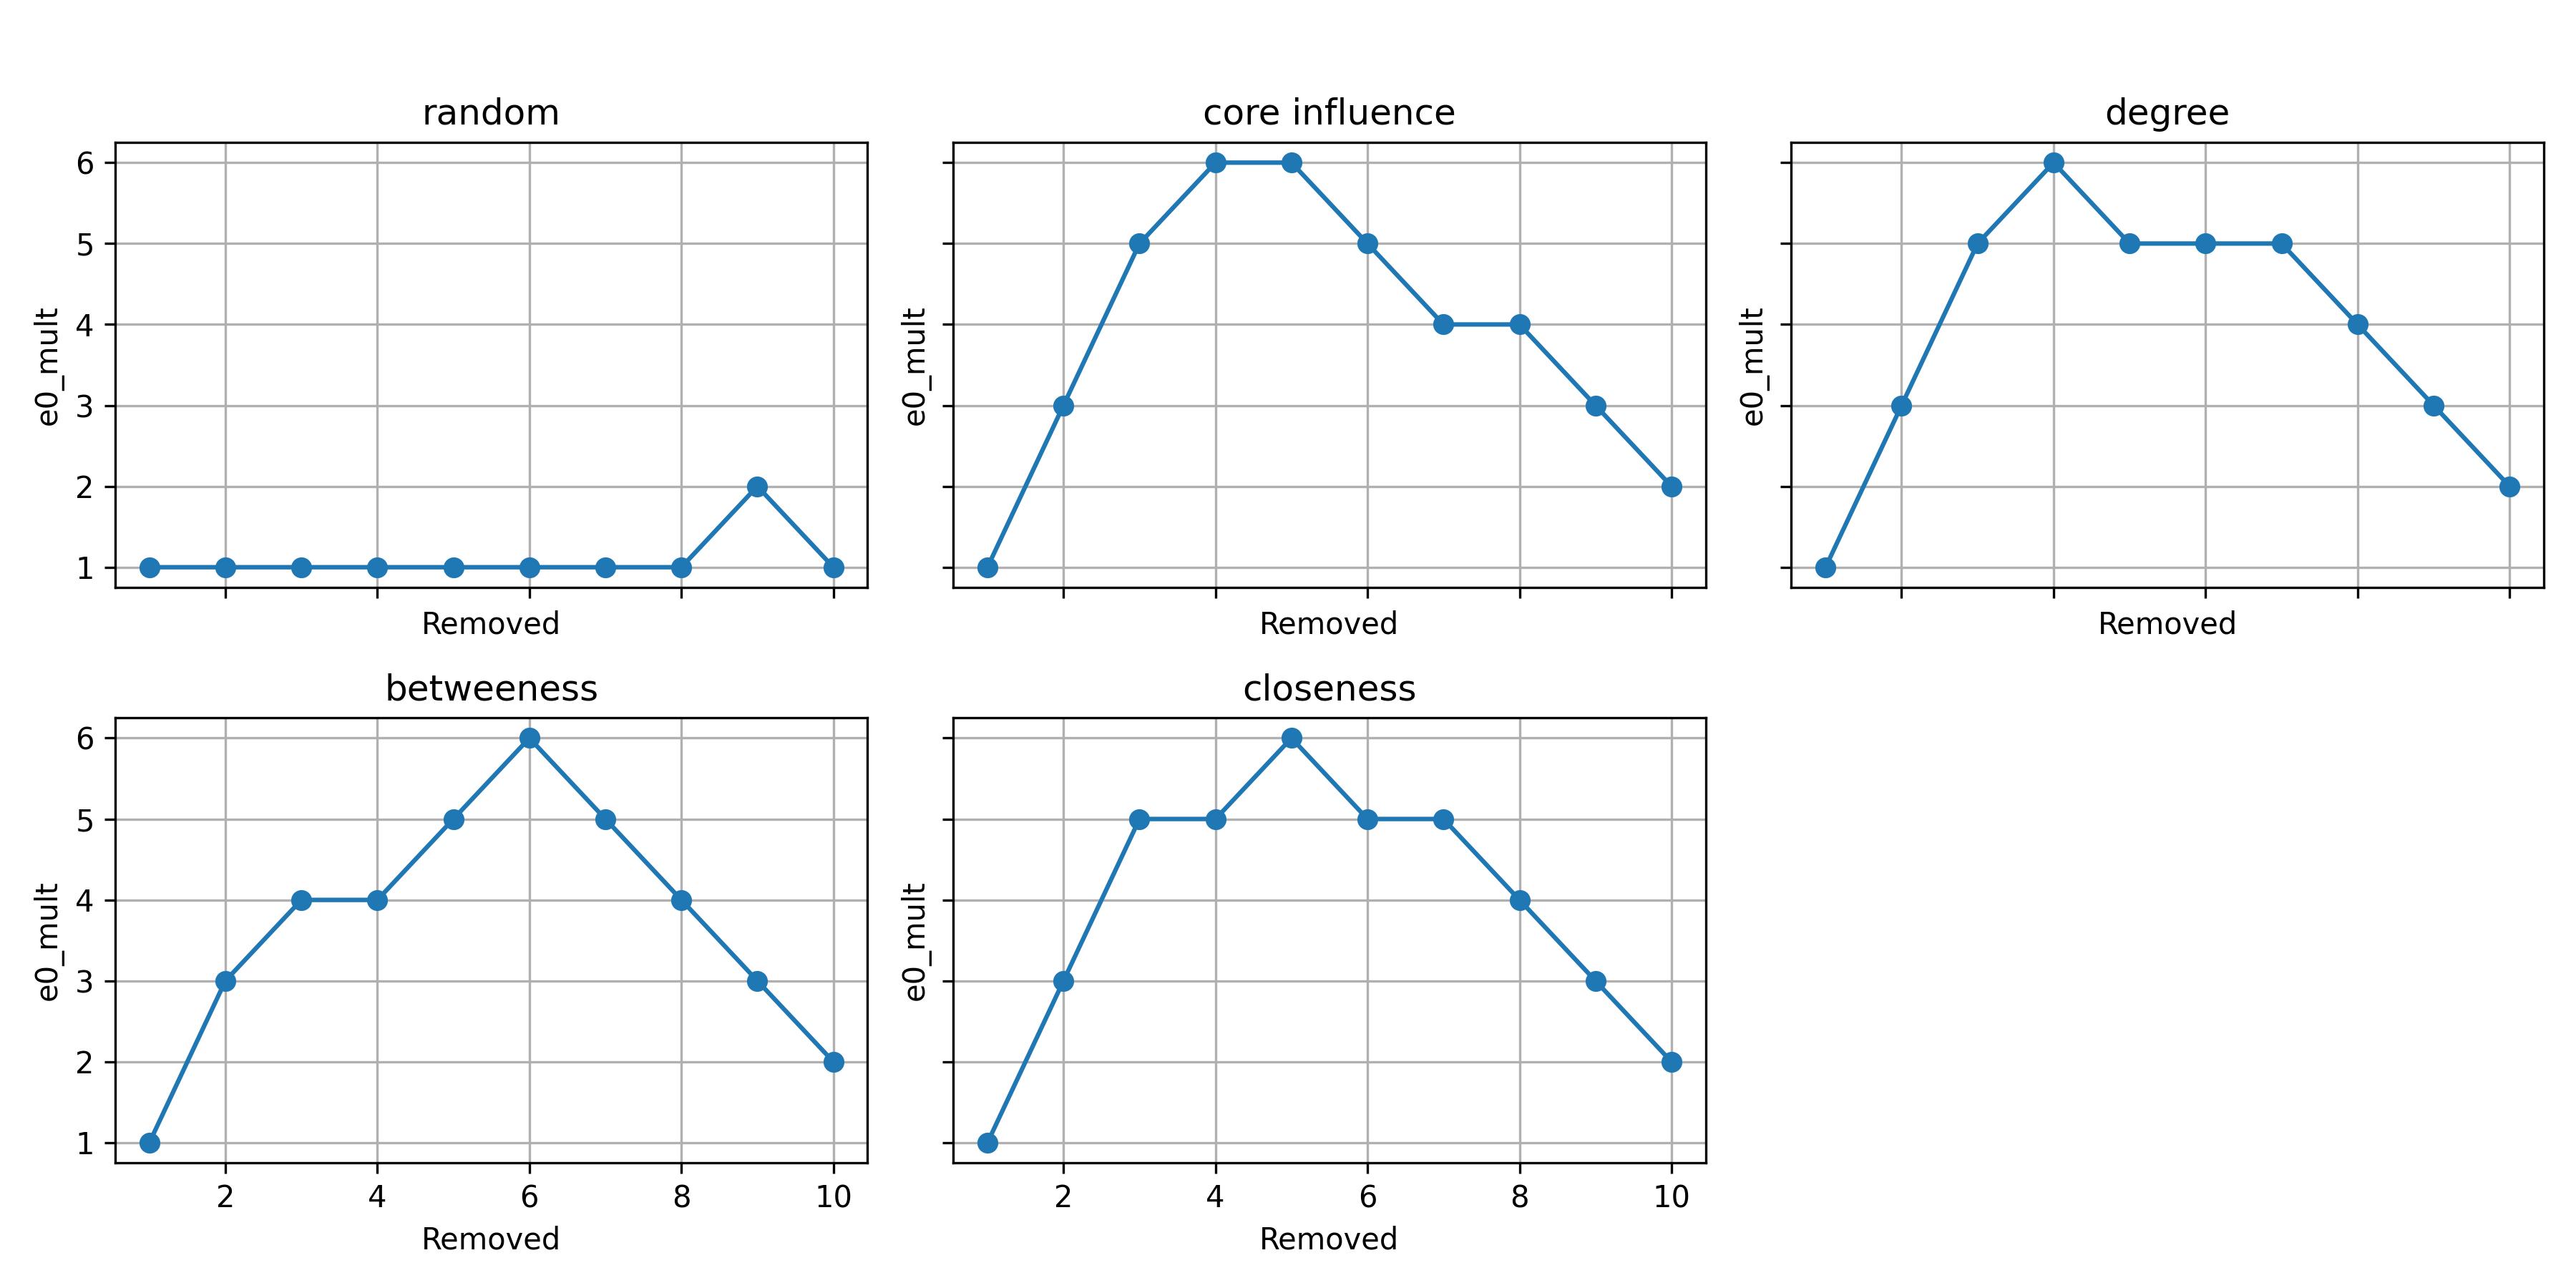 random
core influence
degree
6
5
4
3
2
1
e0_mult
e0_mult
e0_mult
Removed
Removed
Removed
betweeness
closeness
6
5
4
3
2
1
e0_mult
e0_mult
2 4 6 8 10
2 4 6 8 10
Removed
Removed